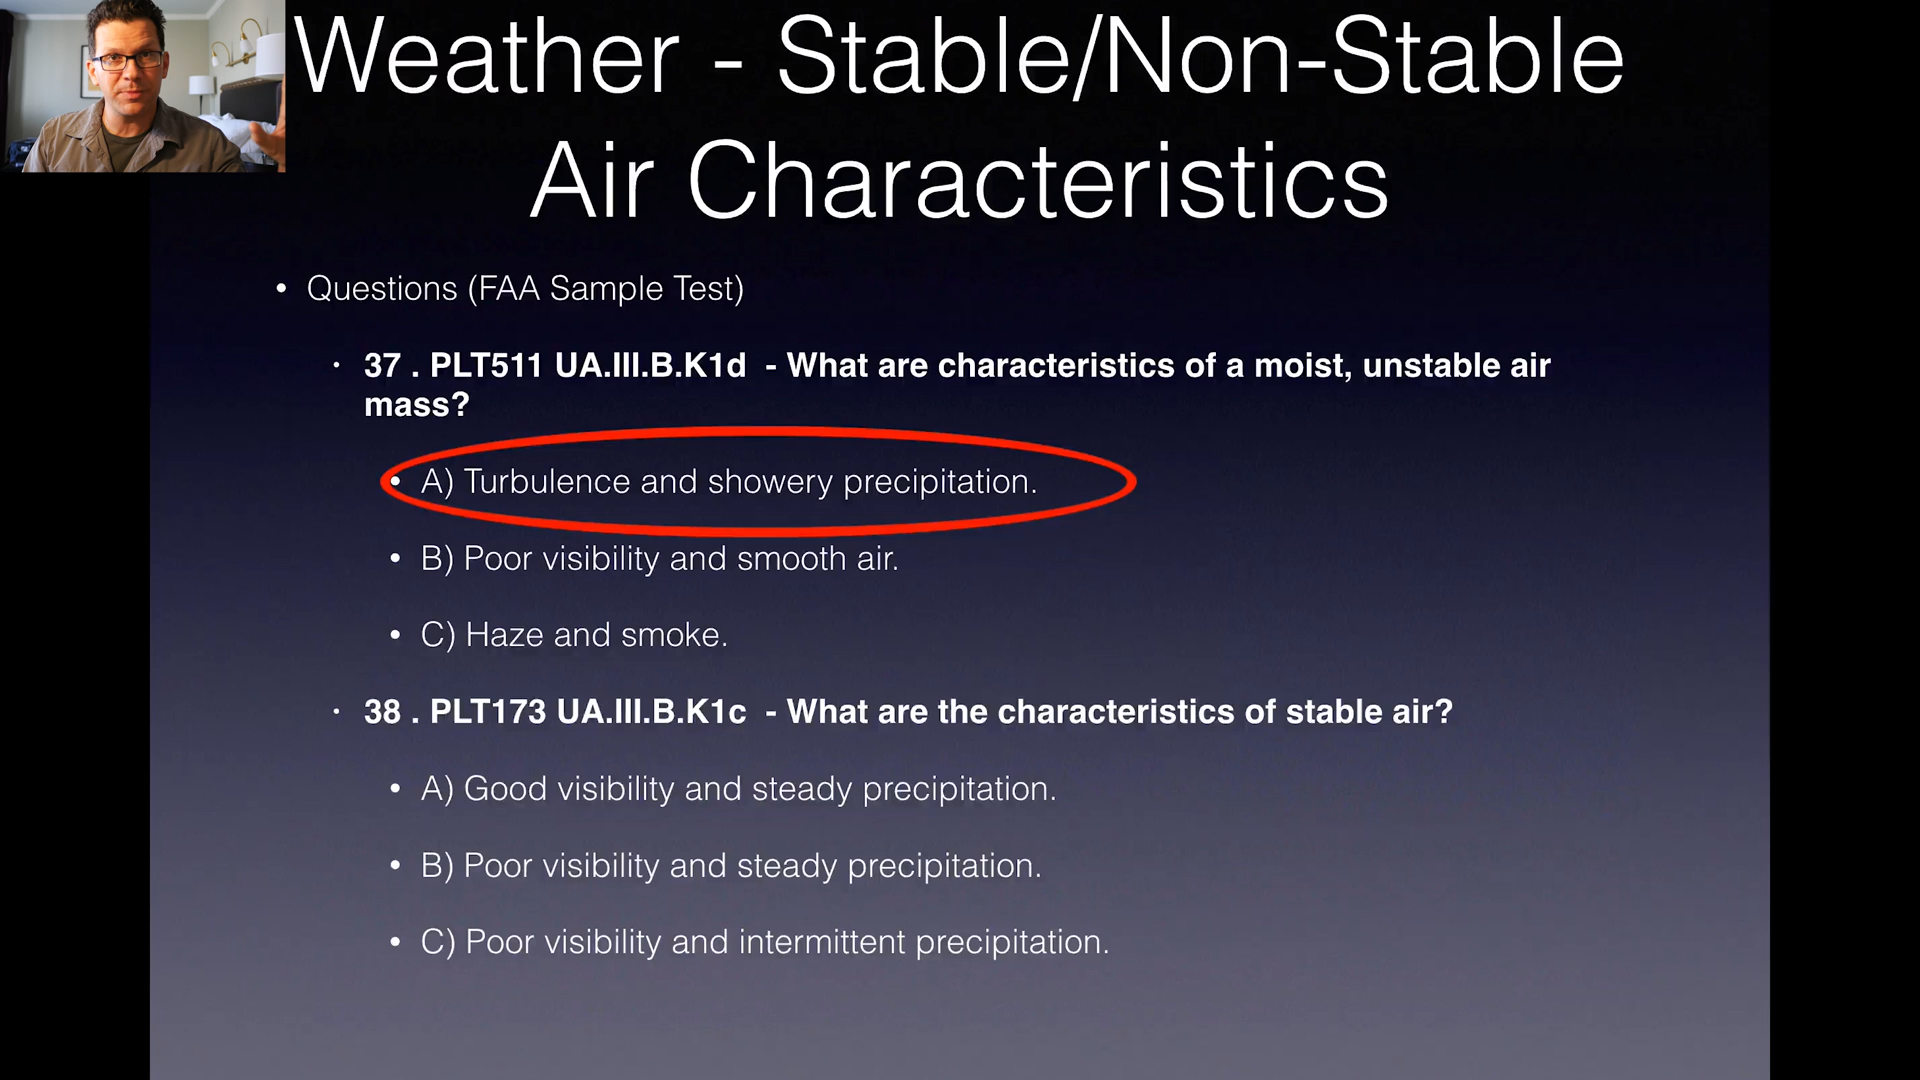 Weather - Stable/Non-Stable
Air Characteristics
• Questions (FAA Sample Test)
• 37 . PLT511 UA.III.B.K1d  - What are characteristics of a moist, unstable air
mass?
• A) Turbulence and showery precipitation.
• B) Poor visibility and smooth air.
• C) Haze and smoke.
• 38 . PLT173 UA.III.B.K1c  - What are the characteristics of stable air?
• A) Good visibility and steady precipitation.
• B) Poor visibility and steady precipitation.
• C) Poor visibility and intermittent precipitation.